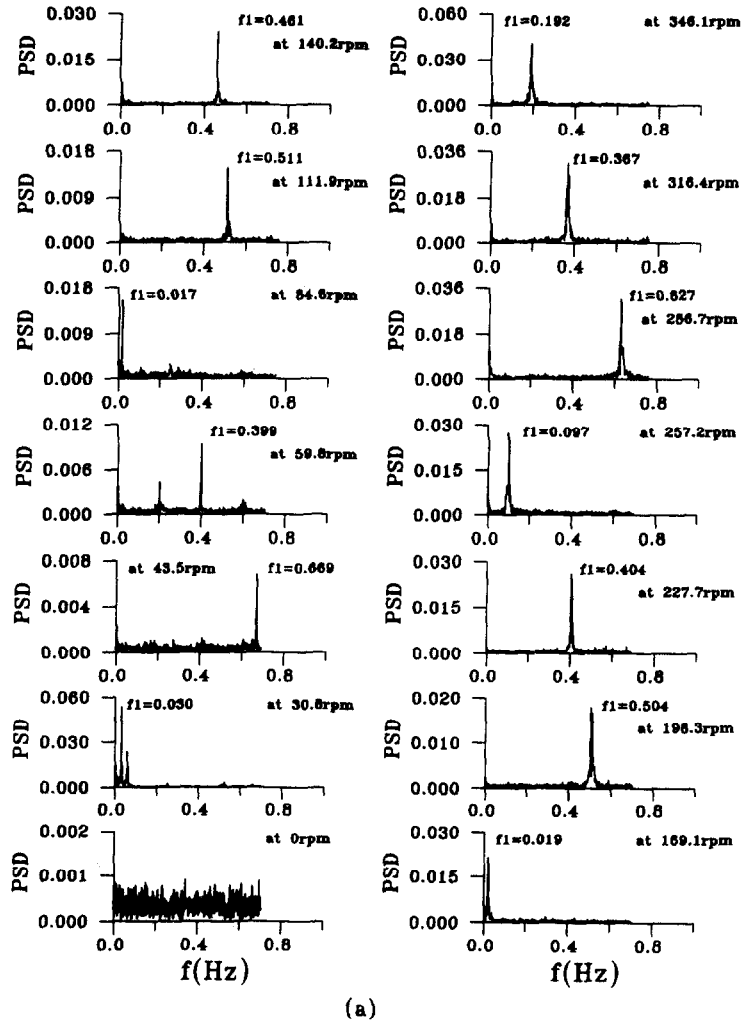 0.030
f1=0.461
at 140.2rpm
PSD
0.015
0.000
0.0 0.4 0.8
0.018
f1=0.511
at 111.9rpm
PSD
0.009
0.000
0.0 0.4 0.8
0.018
f1=0.017
at 84.6rpm
PSD
0.009
0.000
0.0 0.4 0.8
0.012
f1=0.399
at 59.8rpm
PSD
0.006
0.000
0.0 0.4 0.8
0.008
at 43.5rpm
f1=0.669
PSD
0.004
0.000
0.0 0.4 0.8
0.060
f1=0.030
at 30.8rpm
PSD
0.030
0.000
0.0 0.4 0.8
0.002
at 0rpm
PSD
0.001
0.000
0.0 0.4 0.8
f(Hz)
0.060
f1=0.192
at 346.1rpm
PSD
0.030
0.000
0.0 0.4 0.8
0.036
f1=0.367
at 316.4rpm
PSD
0.018
0.000
0.0 0.4 0.8
0.036
f1=0.627
at 286.7rpm
PSD
0.018
0.000
0.0 0.4 0.8
0.030
f1=0.097
at 257.2rpm
PSD
0.015
0.000
0.0 0.4 0.8
0.030
f1=0.404
at 227.7rpm
PSD
0.015
0.000
0.0 0.4 0.8
0.020
f1=0.504
at 198.3rpm
PSD
0.010
0.000
0.0 0.4 0.8
0.030
f1=0.019
at 169.1rpm
PSD
0.015
0.000
0.0 0.4 0.8
f(Hz)
(a)